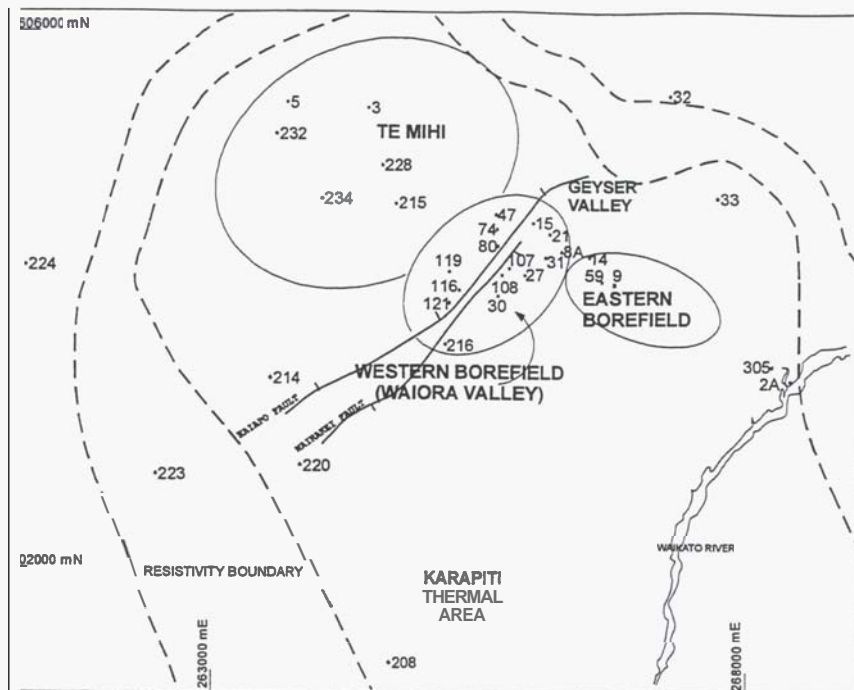 606000 mN
32
5
3
TE MIHI
232
228
GEYSER
VALLEY
234
215
33
47
15
74
21
80
8A
224
119
107
31
14
27
59
9
116
108
EASTERN
BOREFIELD
121
30
216
WESTERN BOREFIELD
(WAIORA VALLEY)
305
2A
214
KAIAPO FAULT
WAIRAKEI FAULT
220
223
WAIKATO RIVER
02000 mN
RESISTIVITY BOUNDARY
KARAPITI
THERMAL
AREA
208
263000 mE
268000 mE